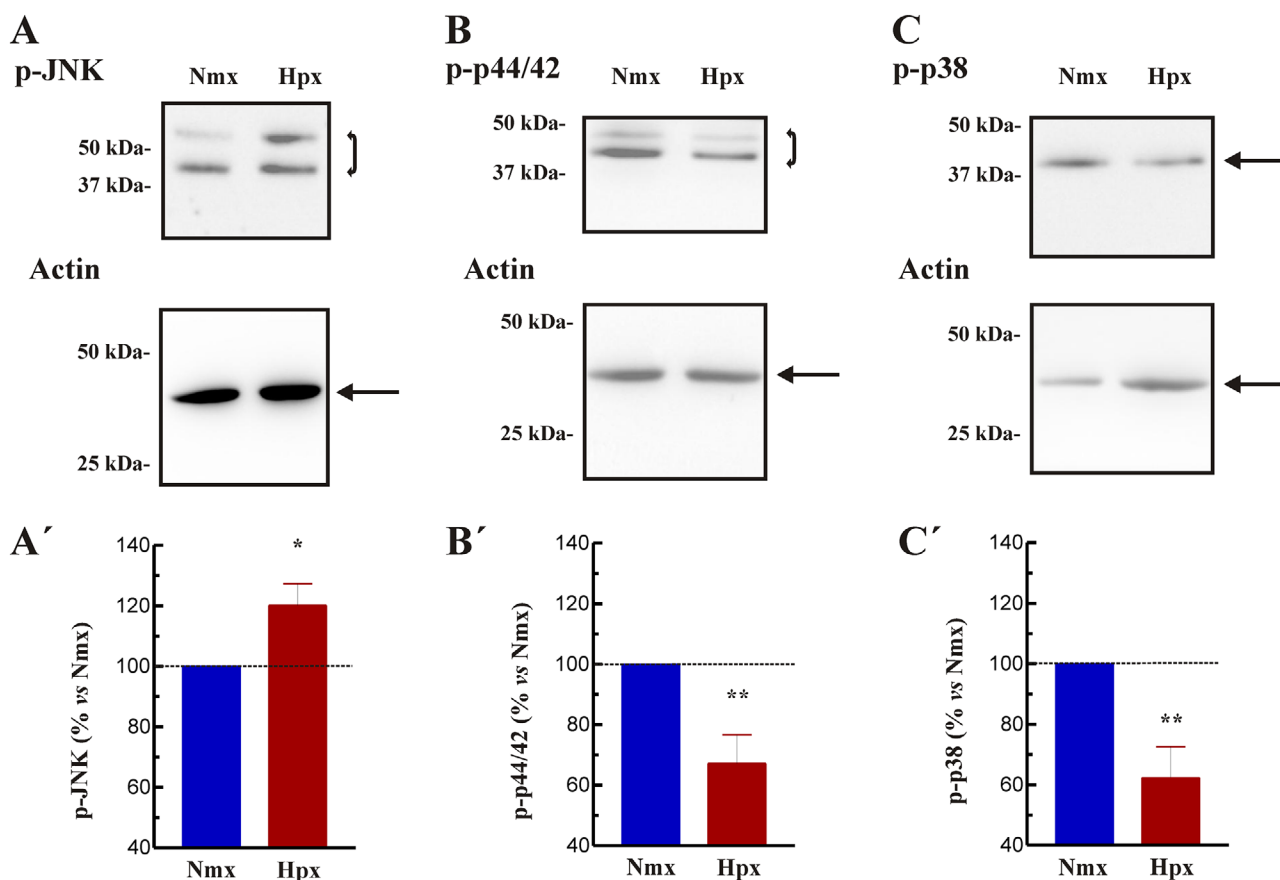 A
p-JNK
Nmx Hpx
50 kDa-
37 kDa-
Actin
50 kDa-
25 kDa-
B
p-p44/42
Nmx Hpx
50 kDa-
37 kDa-
Actin
50 kDa-
25 kDa-
C
p-p38
Nmx Hpx
50 kDa-
37 kDa-
Actin
50 kDa-
25 kDa-
A´
p-JNK (% vs Nmx)
140
120
100
80
60
40
*
Nmx Hpx
B´
p-p44/42 (% vs Nmx)
140
120
100
80
60
40
**
Nmx Hpx
C´
p-p38 (% vs Nmx)
140
120
100
80
60
40
**
Nmx Hpx